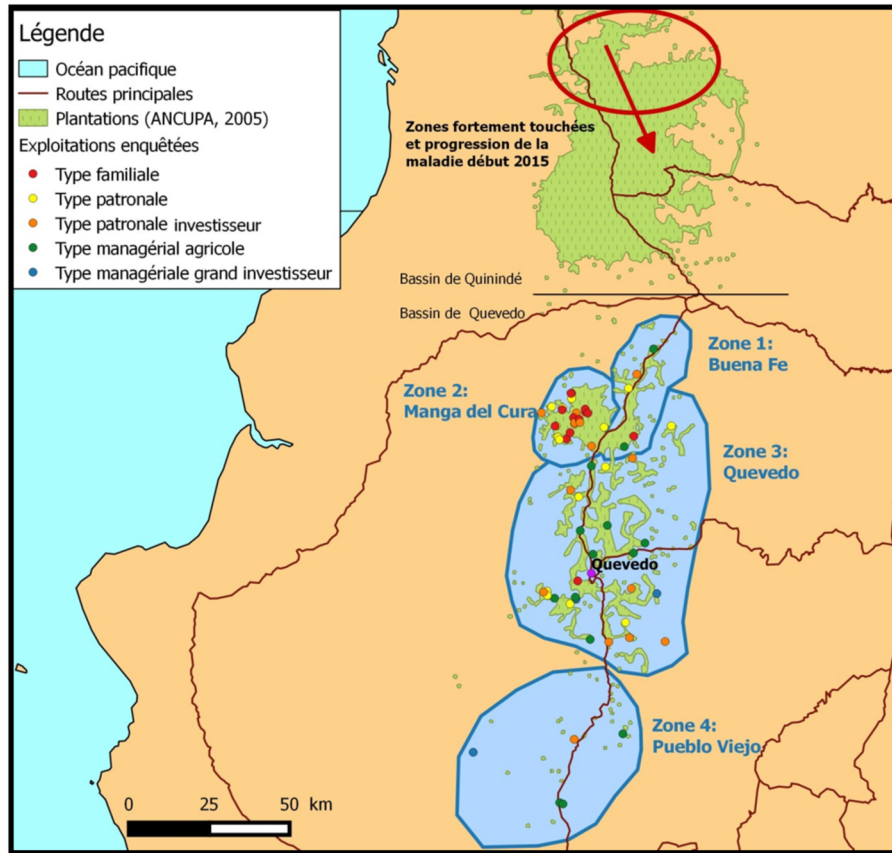 Légende
Océan pacifique
Routes principales
Plantations (ANCUPA, 2005)
Exploitations enquêtées
Type familiale
Type patronale
Type patronale investisseur
Type managérial agricole
Type managériale grand investisseur
Zones fortement touchées
et progression de la
maladie début 2015
Bassin de Quinindé
Bassin de Quevedo
Zone 1:
Buena Fe
Zone 2:
Manga del Cura
Zone 3:
Quevedo
Quevedo
Zone 4:
Pueblo Viejo
0 25 50 km